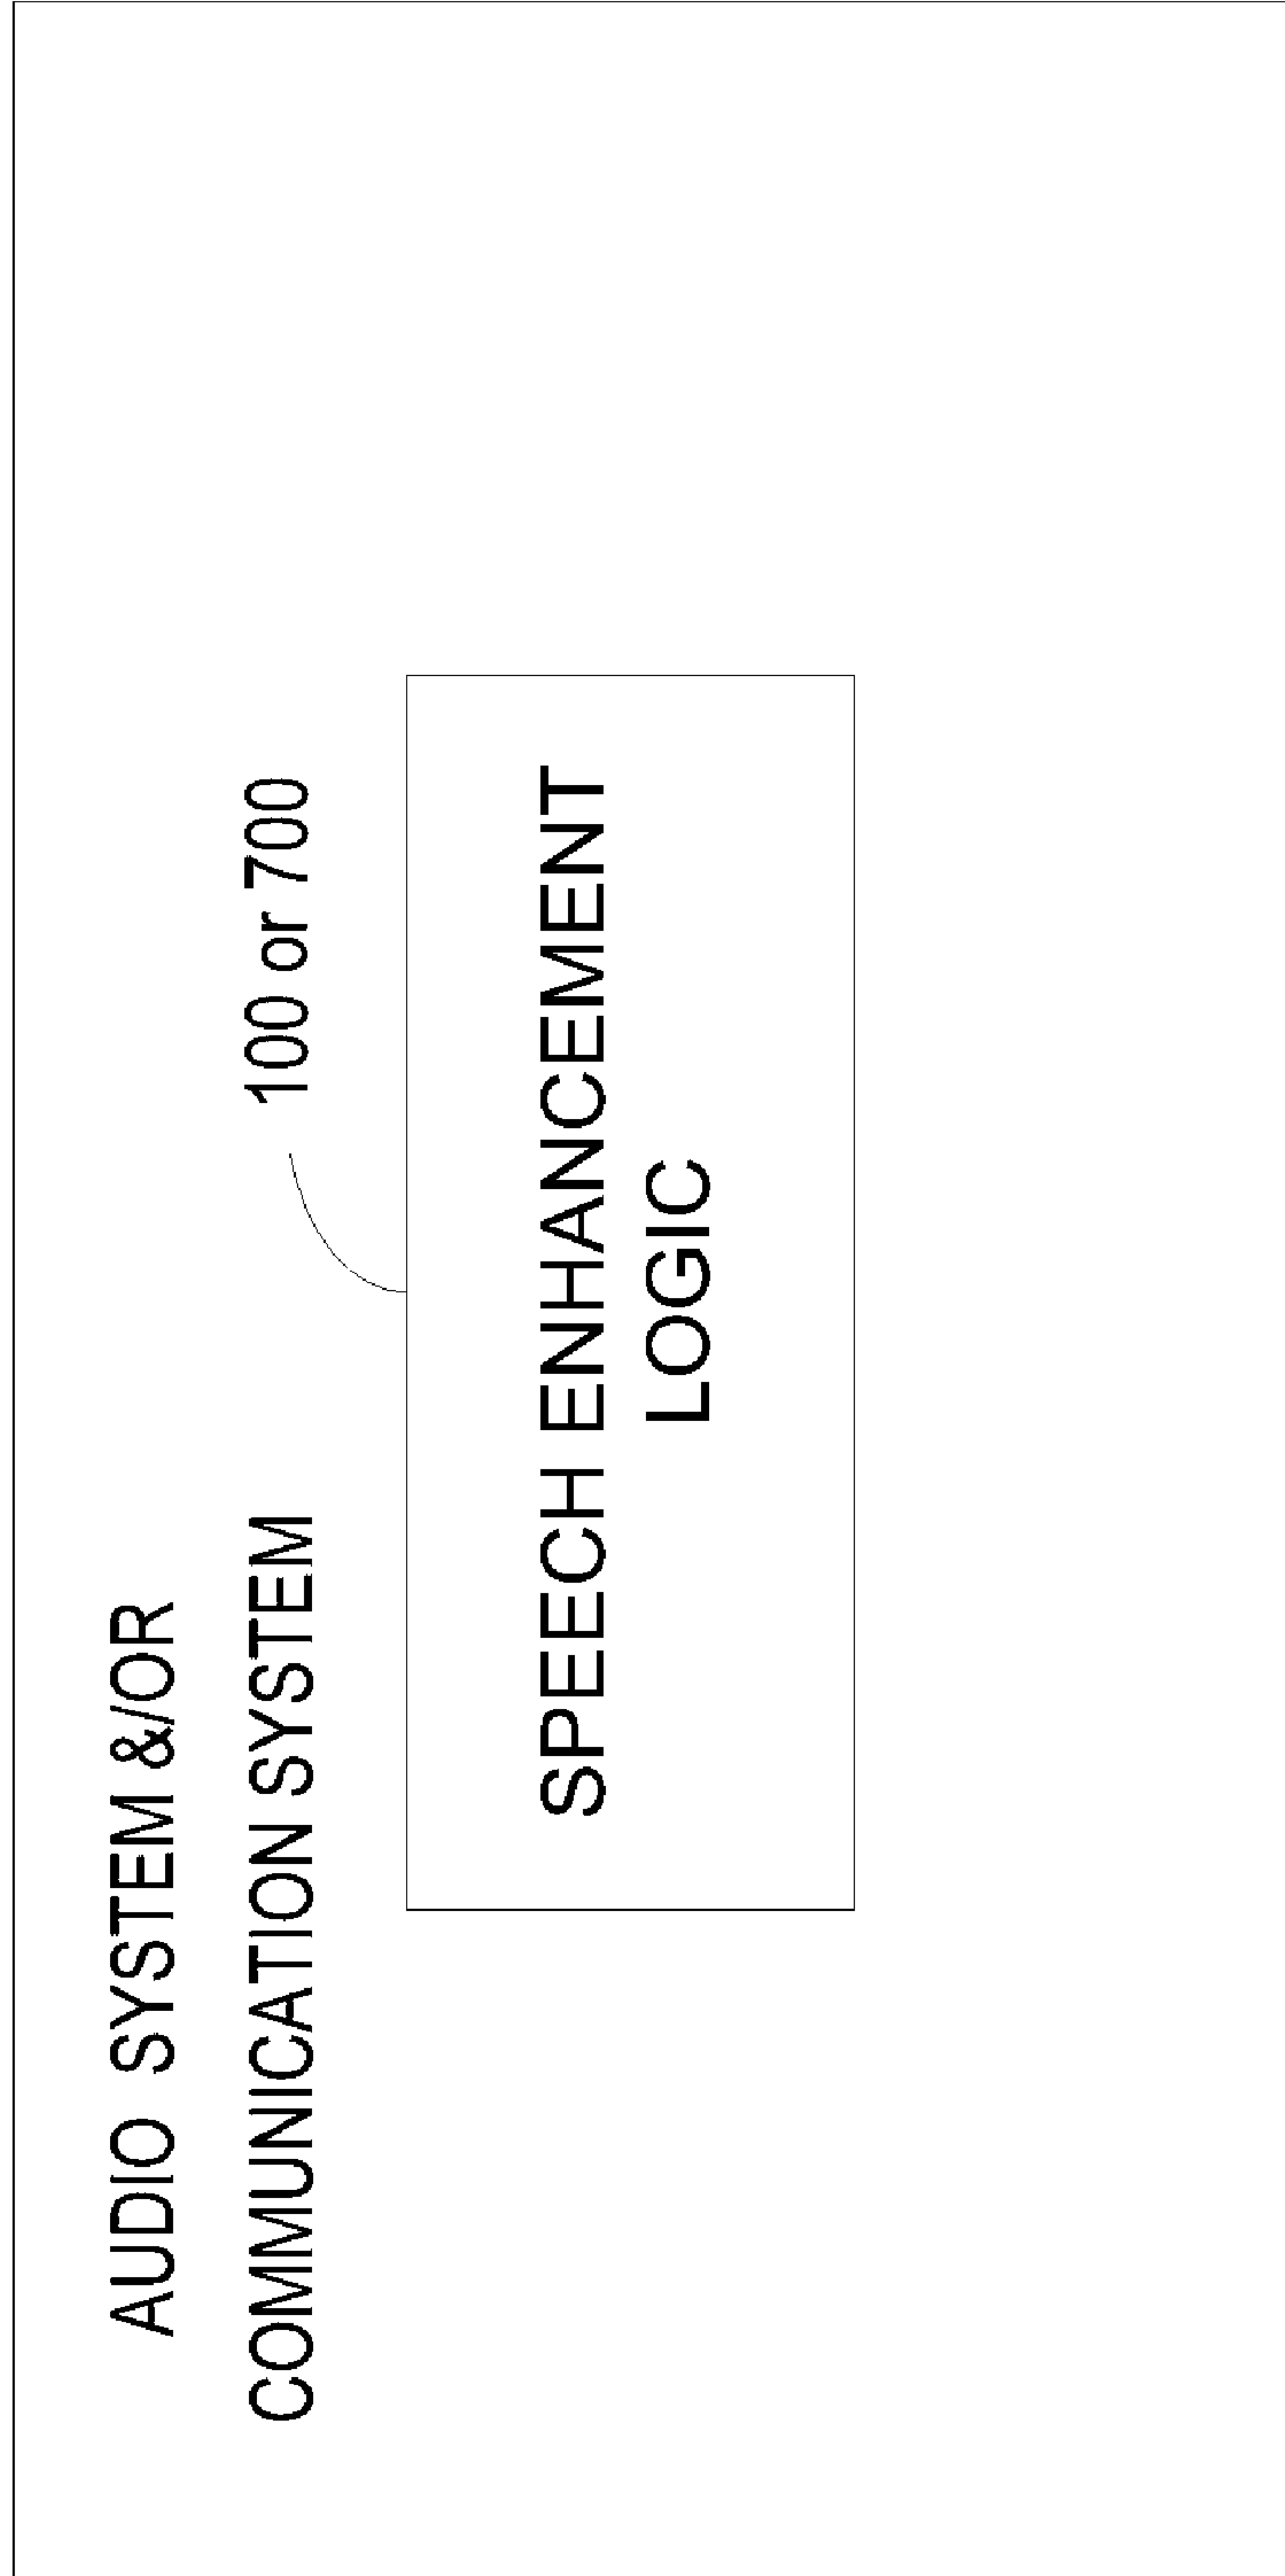 AUDIO SYSTEM &/OR
COMMUNICATION SYSTEM
100 or 700
SPEECH ENHANCEMENT
LOGIC